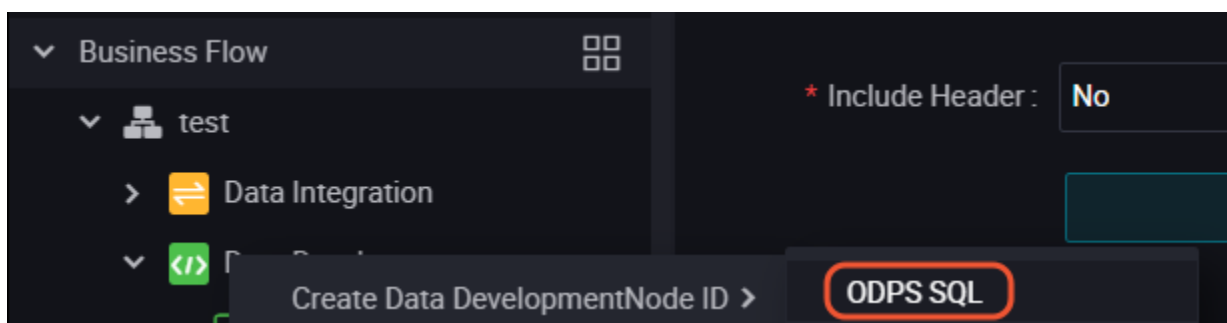 Business Flow
* Include Header : No
test
Data Integration
Create Data DevelopmentNode ID >
ODPS SQL